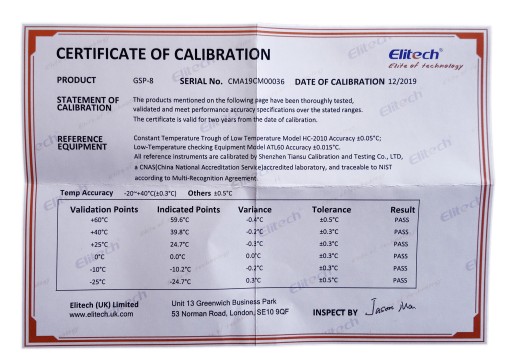 CERTIFICATE OF CALIBRATION
Elitech®
Elite of technology
PRODUCT GSP-8 SERIAL No. CMA19CM00036 DATE OF CALIBRATION 12/2019
STATEMENT OF CALIBRATION
The products mentioned on the following page have been thoroughly tested,
validated and meet performance accuracy specifications over the stated ranges.
The certificate is valid for two years from the date of calibration.
REFERENCE EQUIPMENT
Constant Temperature Trough of Low Temperature Model HC-2010 Accuracy ±0.05°C;
Low-Temperature checking Equipment Model ATL60 Accuracy ±0.015°C.
All reference instruments are calibrated by Shenzhen Tiansu Calibration and Testing Co., LTD,
a CNAS(China National Accreditation Service)accredited laboratory, and traceable to NIST
according to Multi-Recognition Agreement.
Temp Accuracy -20~+40°C(±0.3°C) Others ±0.5°C
Validation Points Indicated Points Variance Tolerance Result
+60°C 59.6°C -0.4°C ±0.5°C PASS
+40°C 39.8°C -0.2°C ±0.3°C PASS
+25°C 24.7°C -0.3°C ±0.3°C PASS
0°C 0.0°C 0.0°C ±0.3°C PASS
-10°C -10.2°C -0.2°C ±0.3°C PASS
-25°C -24.7°C 0.3°C ±0.5°C PASS
Elitech (UK) Limited Unit 13 Greenwich Business Park
www.elitech.uk.com 53 Norman Road, London, SE10 9QF INSPECT BY Jason Ma